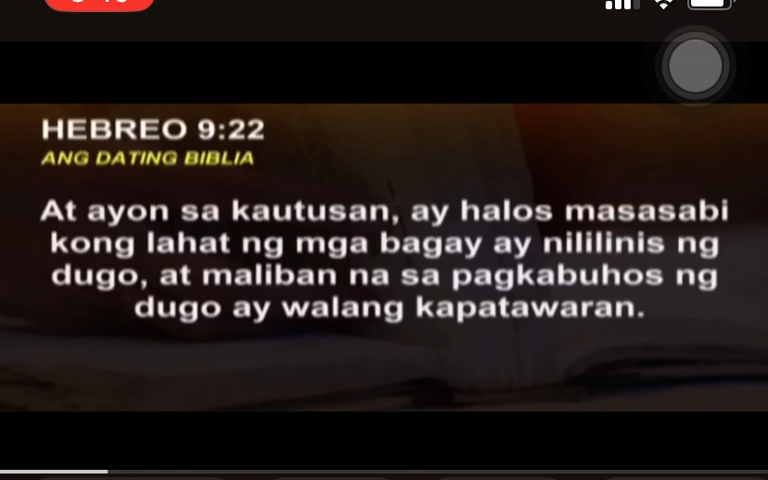 HEBREO 9:22
ANG DATING BIBLIA
At ayon sa kautusan, ay halos masasabi
kong lahat ng mga bagay ay nililinis ng
dugo, at maliban na sa pagkabuhos ng
dugo ay walang kapatawaran.